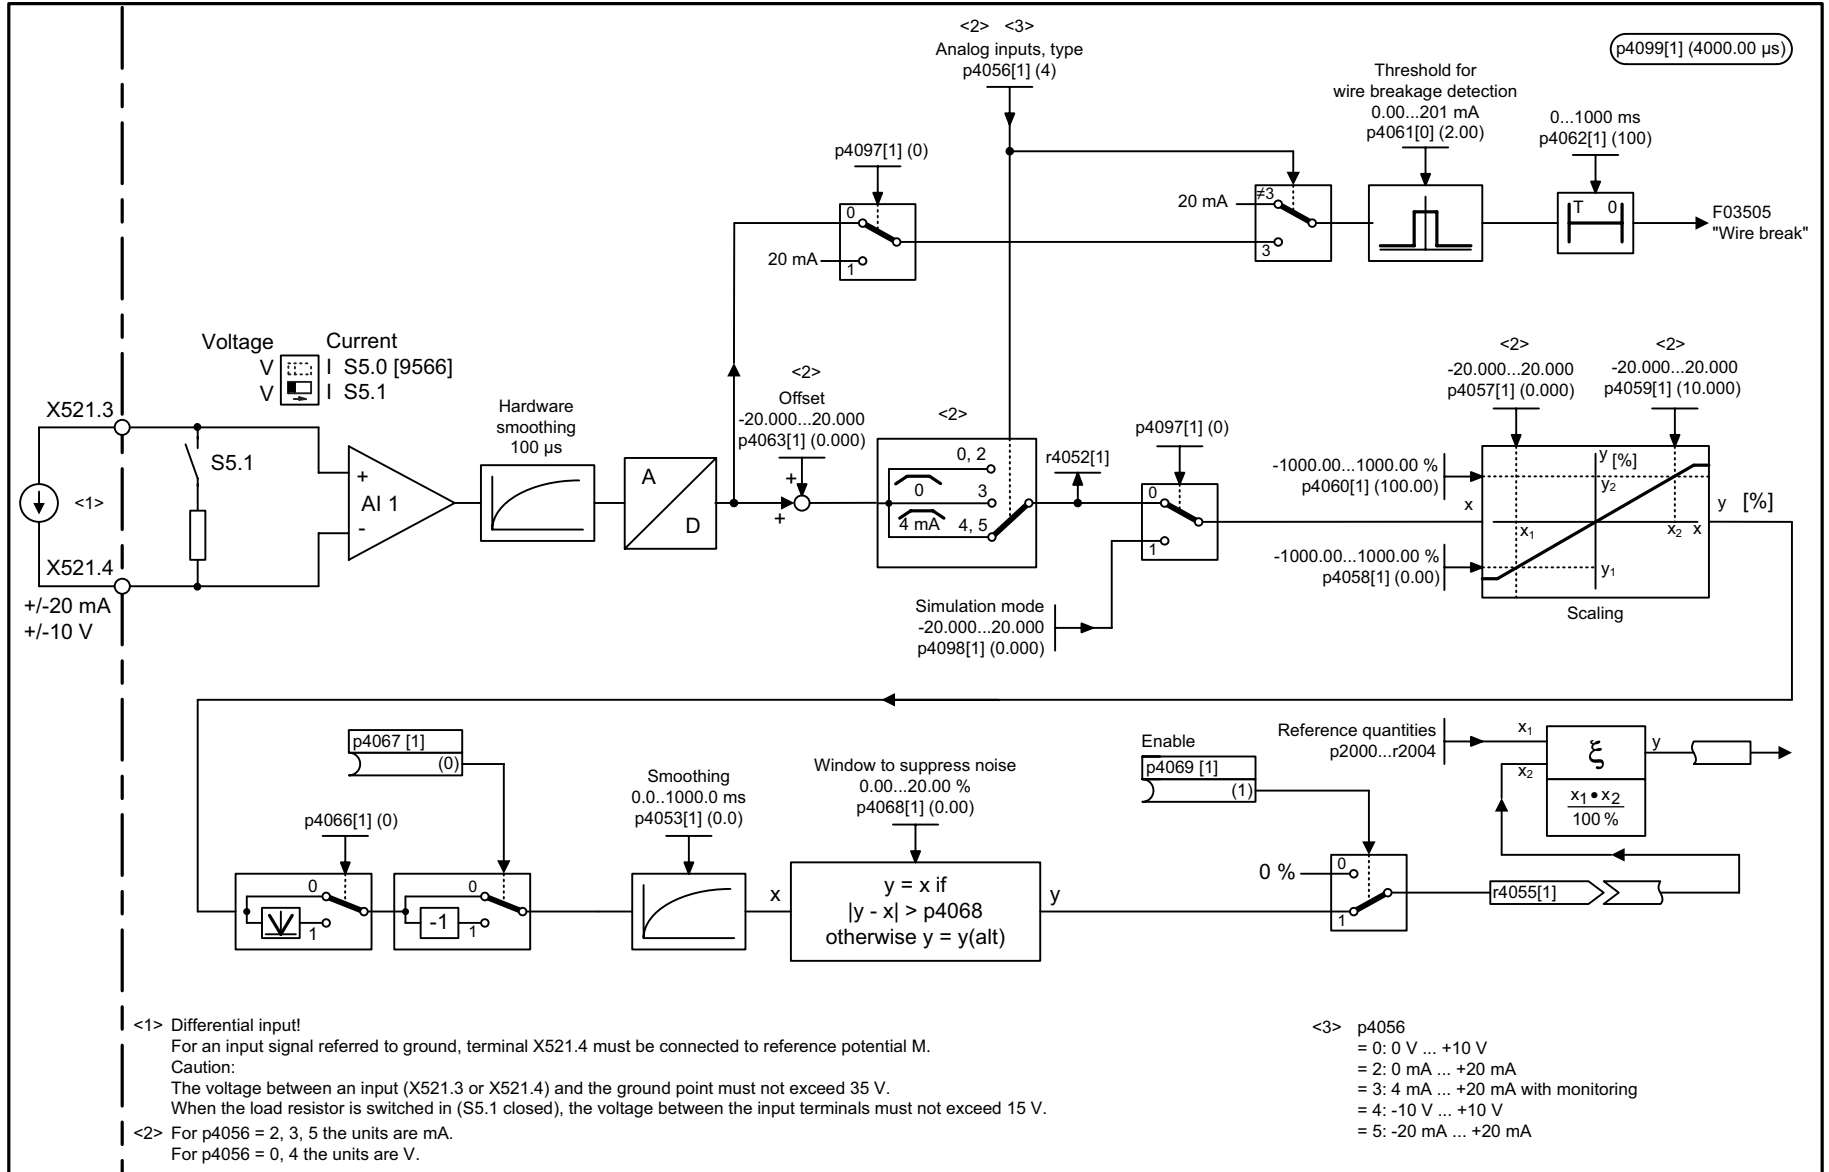 <2> <3>
Analog inputs, type
p4056[1] (4)
p4099[1] (4000.00 µs)
Threshold for
wire breakage detection
0.00...201 mA
p4061[0] (2.00)
0...1000 ms
p4062[1] (100)
p4097[1] (0)
0
20 mA
1
20 mA
≠3
3
T 0
F03505
"Wire break"
Voltage Current
V I S5.0 [9566]
V I S5.1
X521.3
S5.1
<1>
X521.4
+/-20 mA
+/-10 V
+
AI 1
-
Hardware
smoothing
100 µs
A
D
<2>
Offset
-20.000...20.000
p4063[1] (0.000)
+
+
<2>
0, 2
0
3
4 mA
4, 5
r4052[1]
p4097[1] (0)
0
1
Simulation mode
-20.000...20.000
p4098[1] (0.000)
<2>
-20.000...20.000
p4057[1] (0.000)
<2>
-20.000...20.000
p4059[1] (10.000)
-1000.00...1000.00 %
p4060[1] (100.00)
x
-1000.00...1000.00 %
p4058[1] (0.00)
y [%]
y2
x1
x2 x
y1
y [%]
Scaling
p4067 [1]
(0)
p4066[1] (0)
0
1
0
-1
1
Smoothing
0.0..1000.0 ms
p4053[1] (0.0)
x
Window to suppress noise
0.00...20.00 %
p4068[1] (0.00)
y = x if
|y - x| > p4068
otherwise y = y(alt)
y
Enable
p4069 [1]
(1)
0 %
0
1
Reference quantities
p2000...r2004
x1
x2
ξ
x1 • x2
100 %
y
r4055[1]
<1> Differential input!
For an input signal referred to ground, terminal X521.4 must be connected to reference potential M.
Caution:
The voltage between an input (X521.3 or X521.4) and the ground point must not exceed 35 V.
When the load resistor is switched in (S5.1 closed), the voltage between the input terminals must not exceed 15 V.
<2> For p4056 = 2, 3, 5 the units are mA.
For p4056 = 0, 4 the units are V.
<3> p4056
= 0: 0 V ... +10 V
= 2: 0 mA ... +20 mA
= 3: 4 mA ... +20 mA with monitoring
= 4: -10 V ... +10 V
= 5: -20 mA ... +20 mA